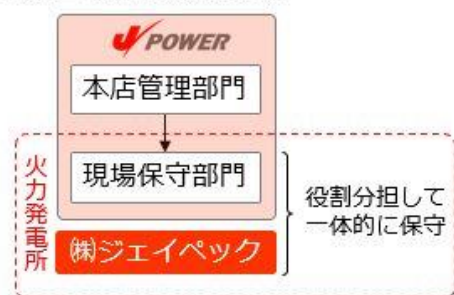 J POWER
本店管理部門
現場保守部門
火力発電所
役割分担して
一体的に保守
㈱ジェイペック